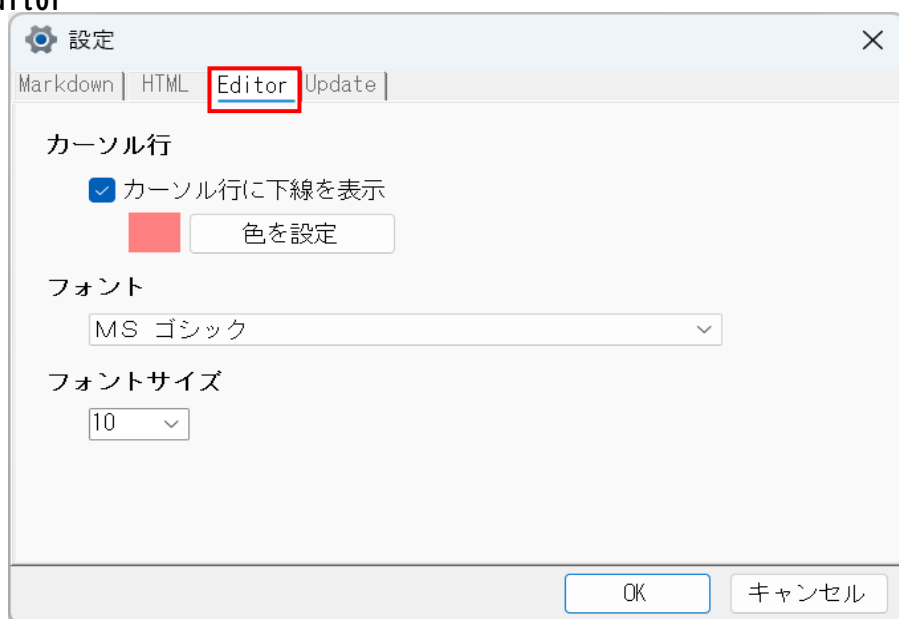 設定
Markdown HTML Editor Update
カーソル行
カーソル行に下線を表示
色を設定
フォント
ＭＳ ゴシック
フォントサイズ
10
OK キャンセル